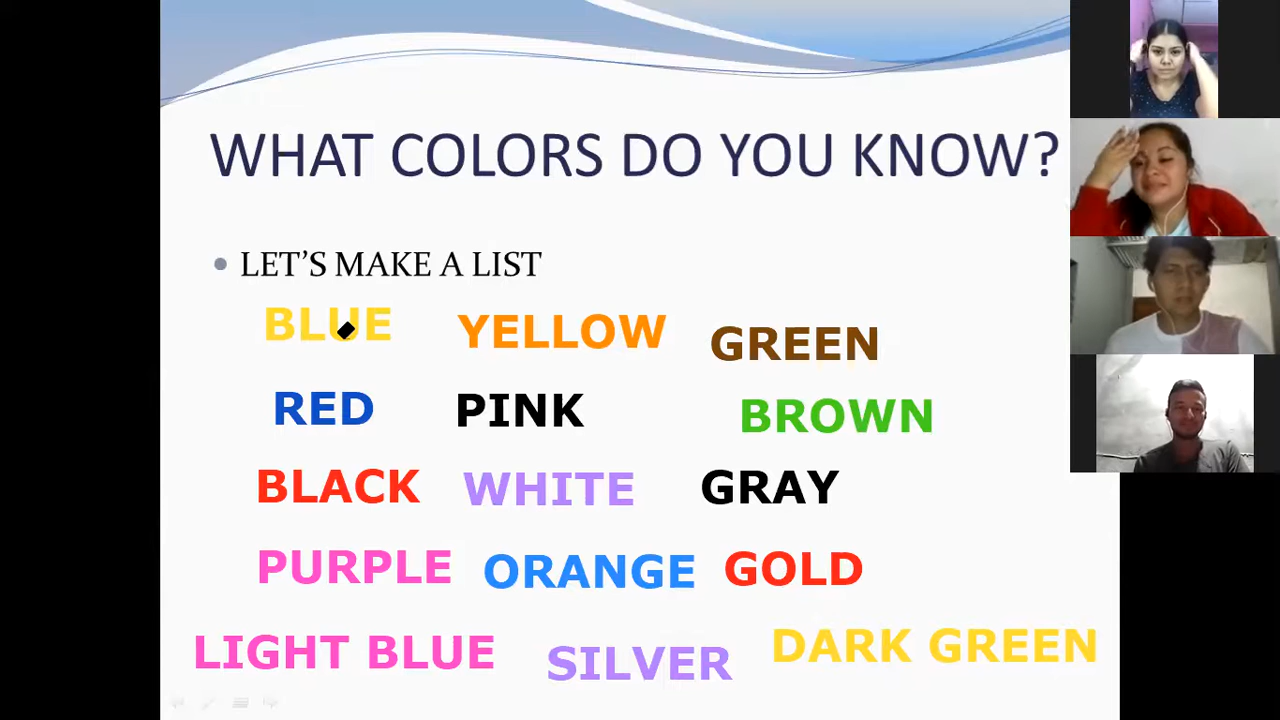 WHAT COLORS DO YOU KNOW?
LET'S MAKE A LIST
BLUE YELLOW GREEN
RED PINK BROWN
BLACK WHITE GRAY
PURPLE ORANGE GOLD
LIGHT BLUE SILVER DARK GREEN